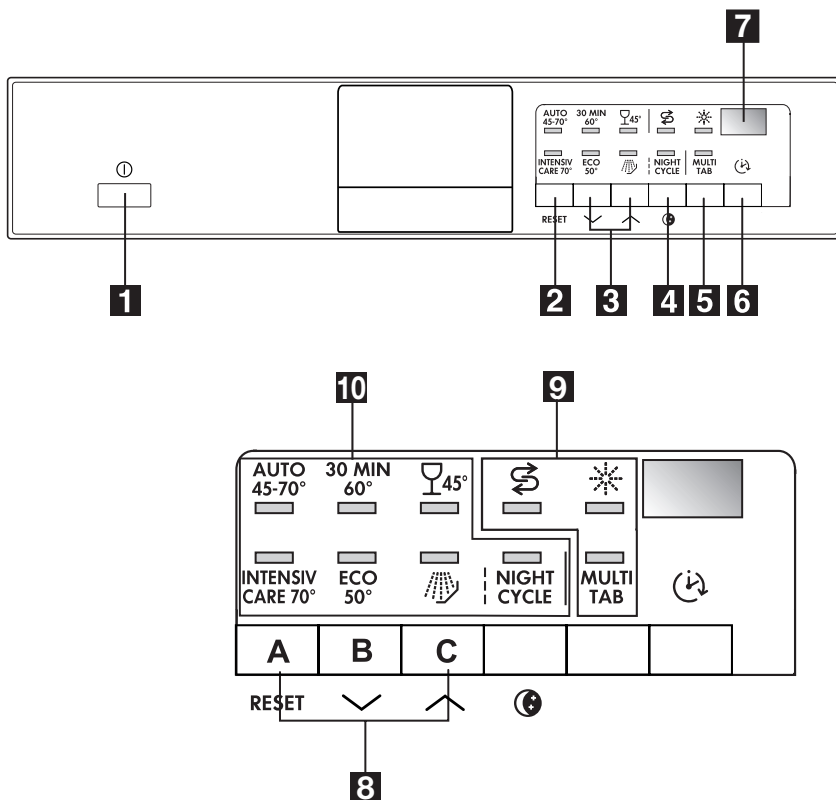 7
AUTO 45-70° 30 MIN 60° 45°
INTENSIV CARE 70° ECO 50° NIGHT CYCLE MULTI TAB
RESET
1 2 3 4 5 6
10 9
AUTO 30 MIN
45-70° 60° 45°
INTENSIV ECO NIGHT MULTI
CARE 70° 50° CYCLE TAB
A B C
RESET
8